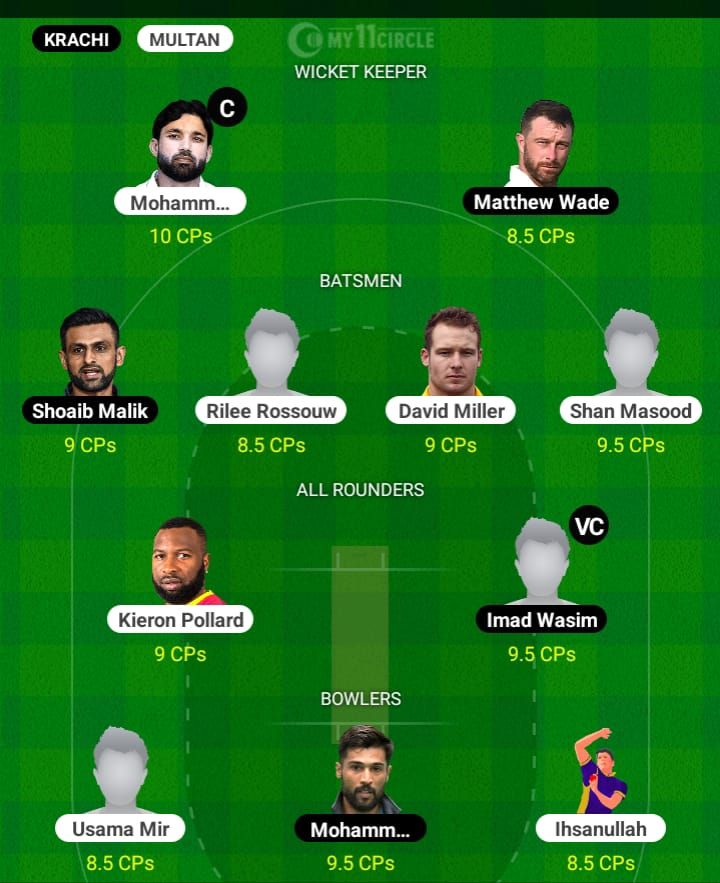 KRACHI MULTAN MY11CIRCLE
WICKET KEEPER
C
Mohamm... Matthew Wade
10 CPs 8.5 CPs
BATSMEN
Shoaib Malik Rilee Rossouw David Miller Shan Masood
9 CPs 8.5 CPs 9 CPs 9.5 CPs
ALL ROUNDERS
VC
Kieron Pollard Imad Wasim
9 CPs 9.5 CPs
BOWLERS
Usama Mir Mohamm... Ihsanullah
8.5 CPs 9.5 CPs 8.5 CPs